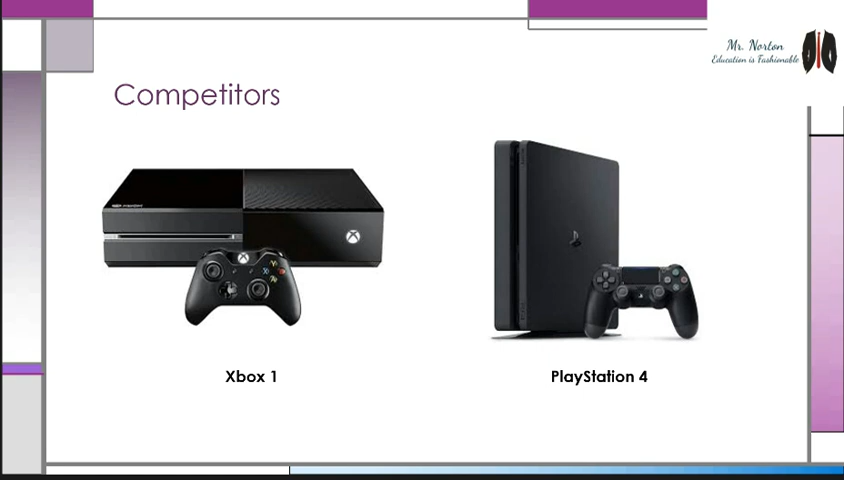 Mr. Norton
Education is Fashionable
Competitors
Xbox 1
PlayStation 4